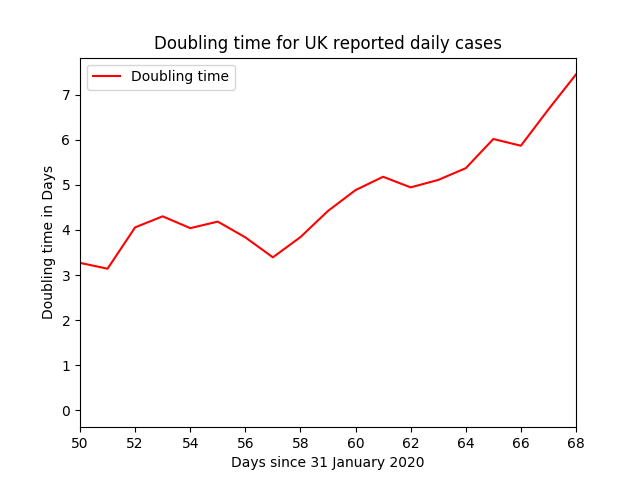 Doubling time for UK reported daily cases
Doubling time
Doubling time in Days
7
6
5
4
3
2
1
0
50 52 54 56 58 60 62 64 66 68
Days since 31 January 2020